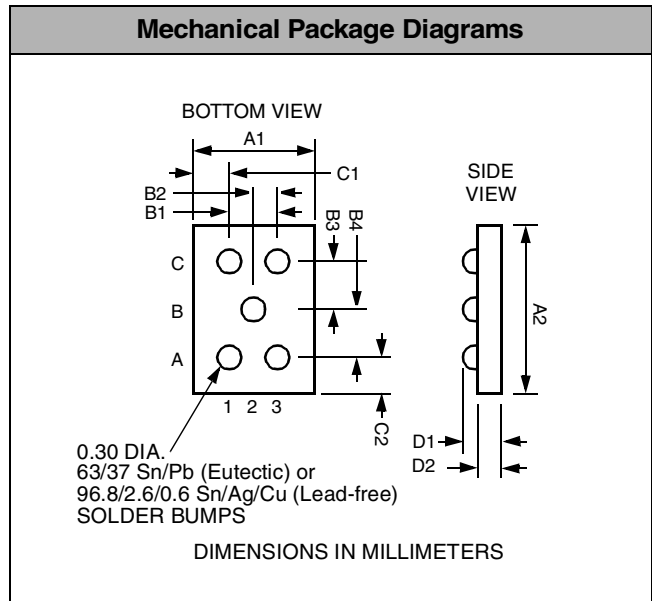 Mechanical Package Diagrams
BOTTOM VIEW
A1
C1
B2
B1
B3
B4
SIDE
VIEW
C
B
A
A2
1 2 3
C2
D1
D2
0.30 DIA.
63/37 Sn/Pb (Eutectic) or
96.8/2.6/0.6 Sn/Ag/Cu (Lead-free)
SOLDER BUMPS
DIMENSIONS IN MILLIMETERS